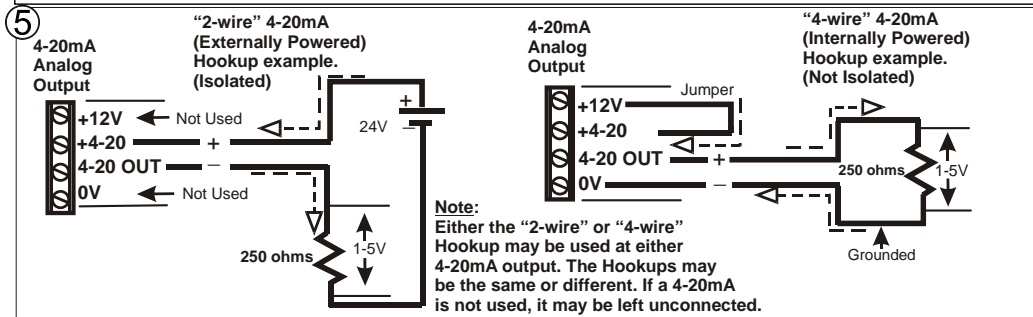 5
4-20mA
Analog
Output
“2-wire” 4-20mA
(Externally Powered)
Hookup example.
(Isolated)
+12V
Not Used
+4-20
+
4-20 OUT
–
0V
Not Used
+
24V
–
250 ohms
1-5V
4-20mA
Analog
Output
“4-wire” 4-20mA
(Internally Powered)
Hookup example.
(Not Isolated)
+12V
Jumper
+4-20
4-20 OUT
+
0V
–
250 ohms
1-5V
Grounded
Note:
Either the “2-wire” or “4-wire”
Hookup may be used at either
4-20mA output. The Hookups may
be the same or different. If a 4-20mA
is not used, it may be left unconnected.